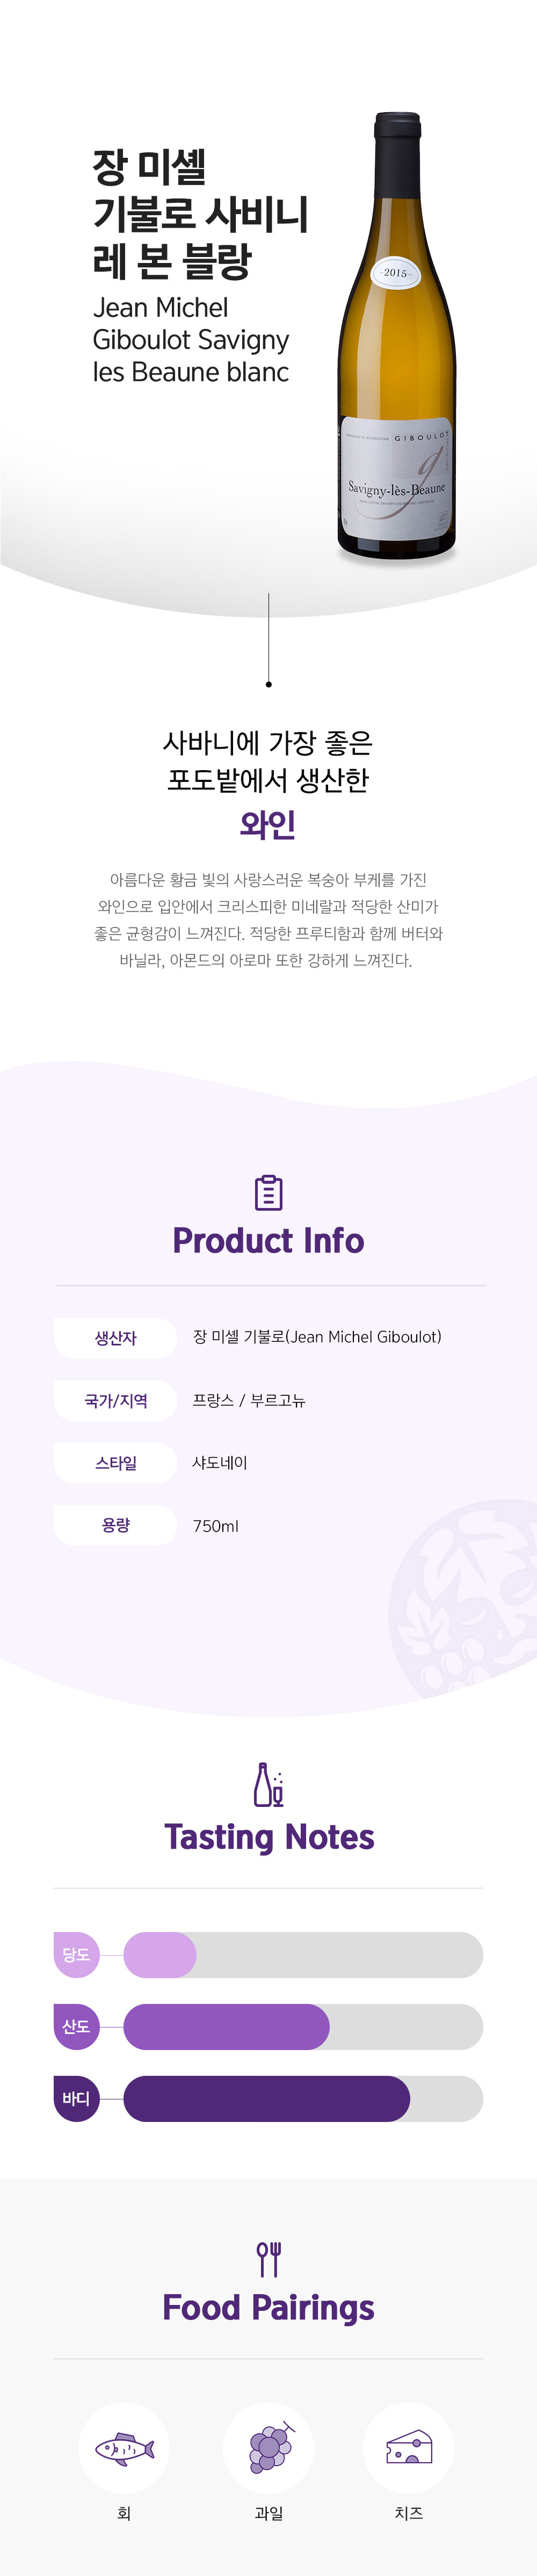 장 미셸
기불로 사비니
레 본 블랑
Jean Michel
Giboulot Savigny
les Beaune blanc
-2015-
GIBOULOT
g
Savigny-lès-Beaune
사바니에 가장 좋은
포도밭에서 생산한
와인
아름다운 황금 빛의 사랑스러운 복숭아 부케를 가진
와인으로 입안에서 크리스피한 미네랄과 적당한 산미가
좋은 균형감이 느껴진다. 적당한 프루티함과 함께 버터와
바닐라, 아몬드의 아로마 또한 강하게 느껴진다.
Product Info
생산자 장 미셸 기불로(Jean Michel Giboulot)
국가/지역 프랑스 / 부르고뉴
스타일 샤도네이
용량 750ml
Tasting Notes
당도
산도
바디
Food Pairings
회 과일 치즈